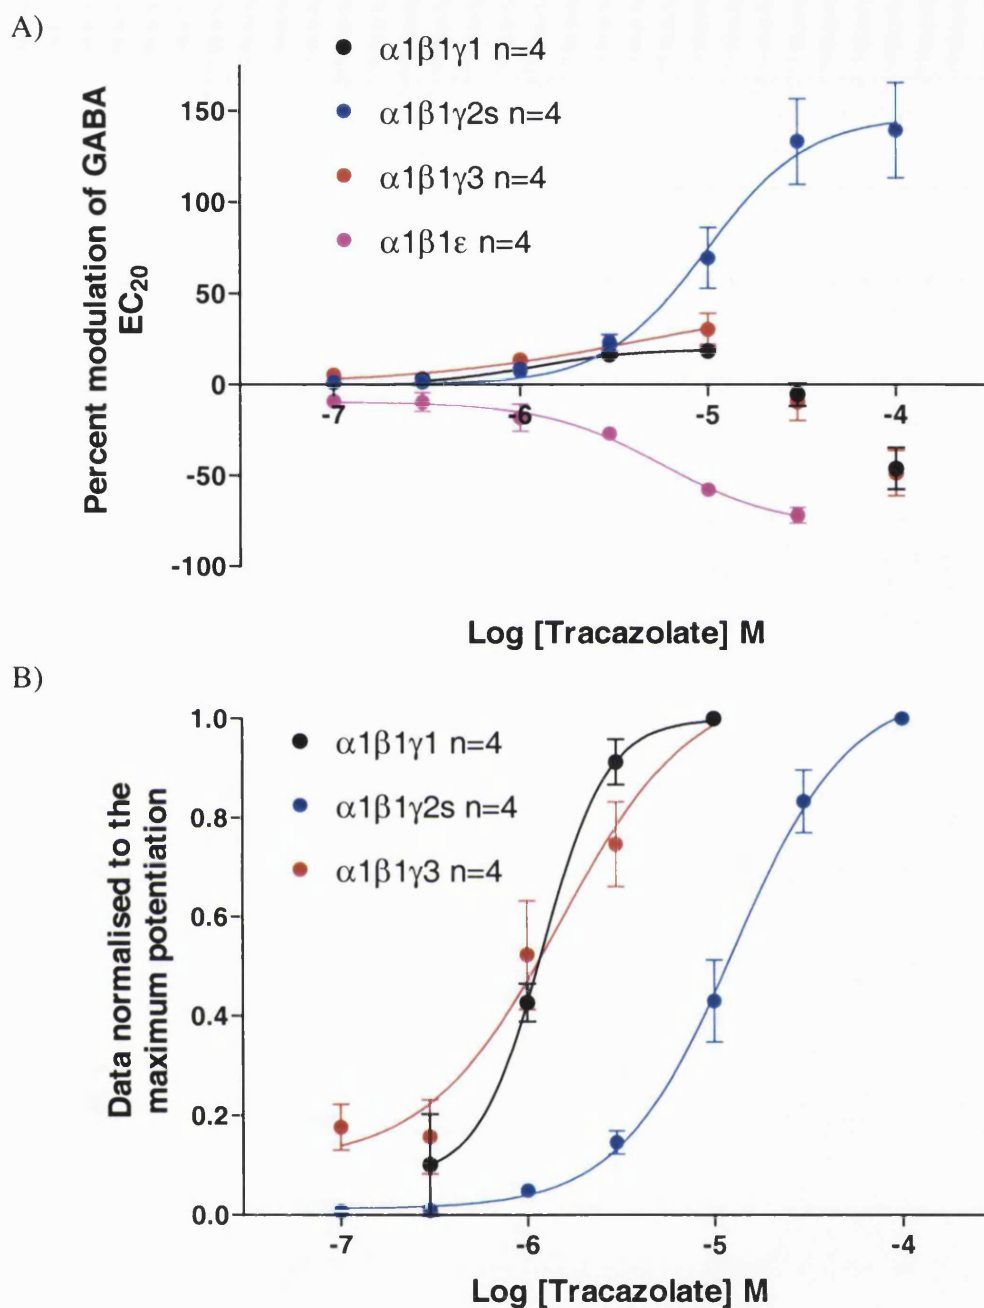 A)
α1β1γ1 n=4
α1β1γ2s n=4
α1β1γ3 n=4
α1β1ε n=4
Percent modulation of GABA
EC20
150
100
50
0
-50
-100
-7
-6
-5
-4
Log [Tracazolate] M
B)
α1β1γ1 n=4
α1β1γ2s n=4
α1β1γ3 n=4
Data normalised to the
maximum potentiation
1.0
0.8
0.6
0.4
0.2
0.0
-7
-6
-5
-4
Log [Tracazolate] M